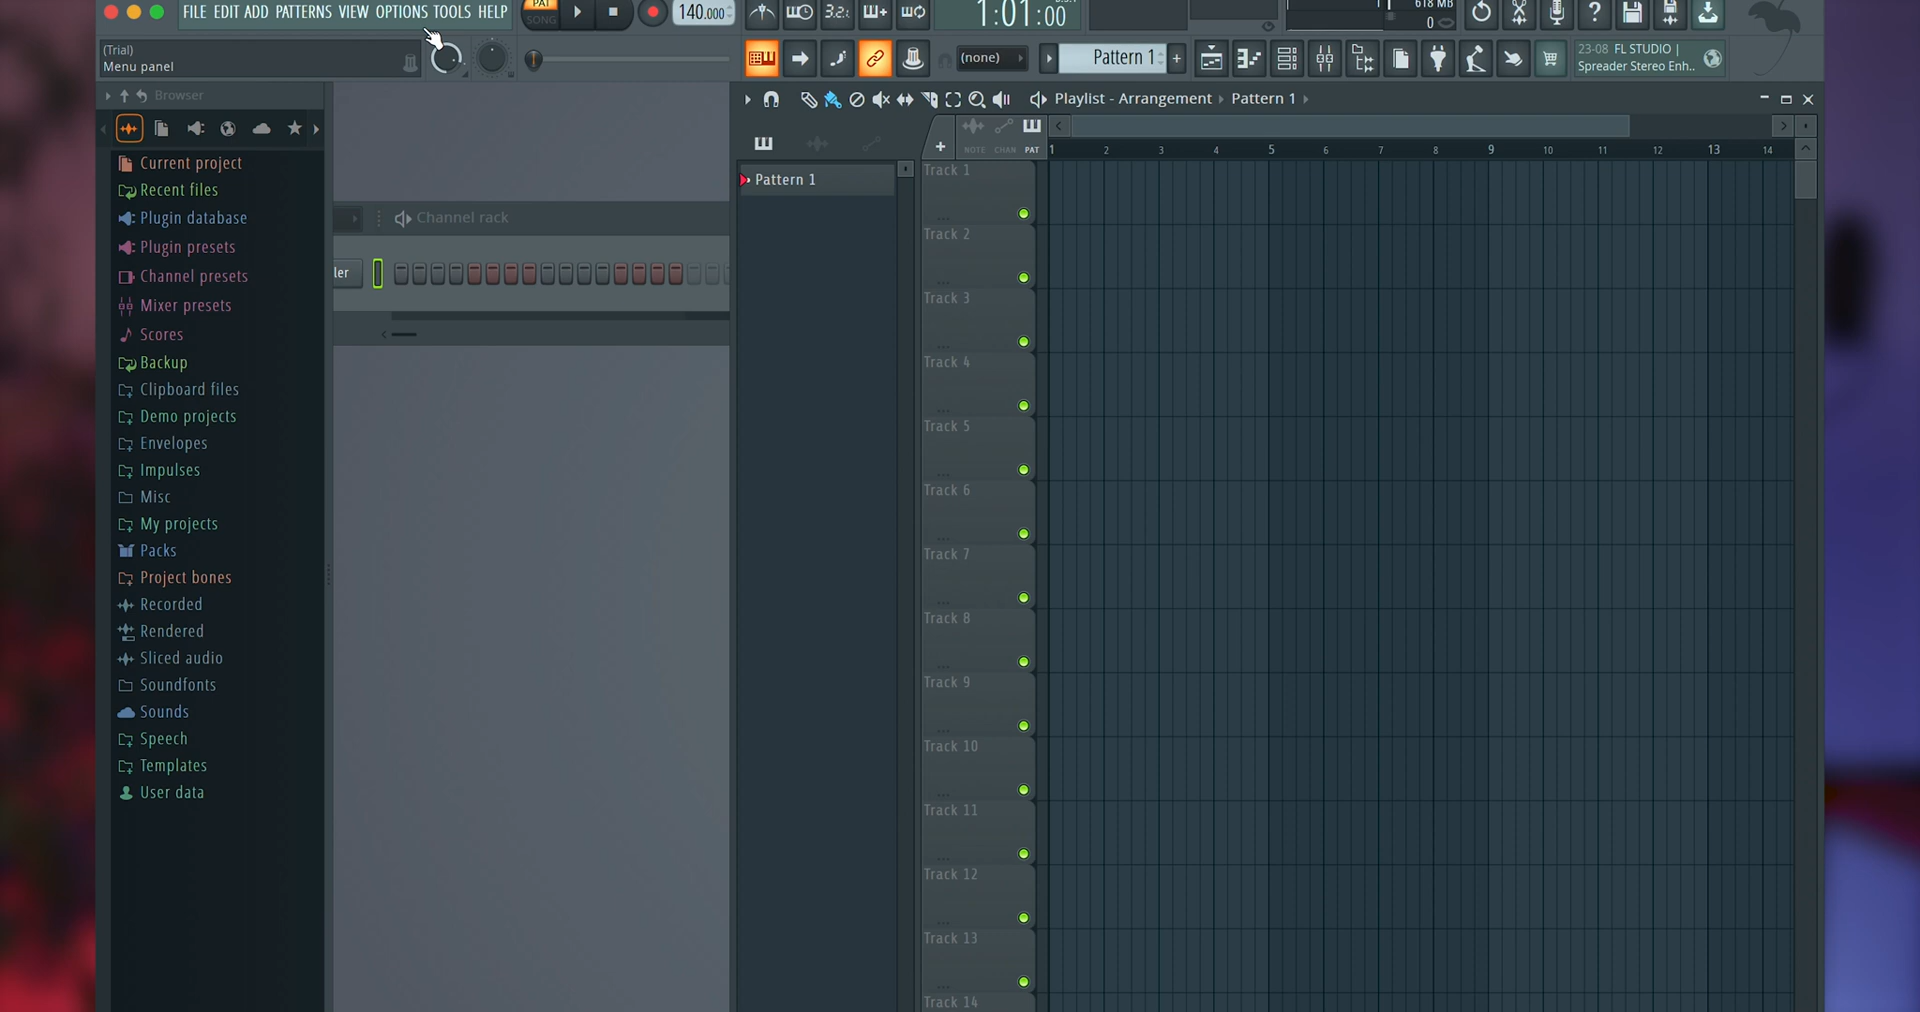 FILE EDIT ADD PATTERNS VIEW OPTIONS TOOLS HELP
PAT
SONG
140.000
3.2.
1:01:00
1
618 MB
0
(Trial)
Menu panel
(none)
Pattern 1
23-08 FL STUDIO |
Spreader Stereo Enh..
Browser
Current project
Recent files
Plugin database
Plugin presets
Channel presets
Mixer presets
Scores
Backup
Clipboard files
Demo projects
Envelopes
Impulses
Misc
My projects
Packs
Project bones
Recorded
Rendered
Sliced audio
Soundfonts
Sounds
Speech
Templates
User data
Channel rack
ler
Playlist - Arrangement › Pattern 1 ›
NOTE CHAN PAT
1 2 3 4 5 6 7 8 9 10 11 12 13 14
Pattern 1
Track 1
Track 2
Track 3
Track 4
Track 5
Track 6
Track 7
Track 8
Track 9
Track 10
Track 11
Track 12
Track 13
Track 14